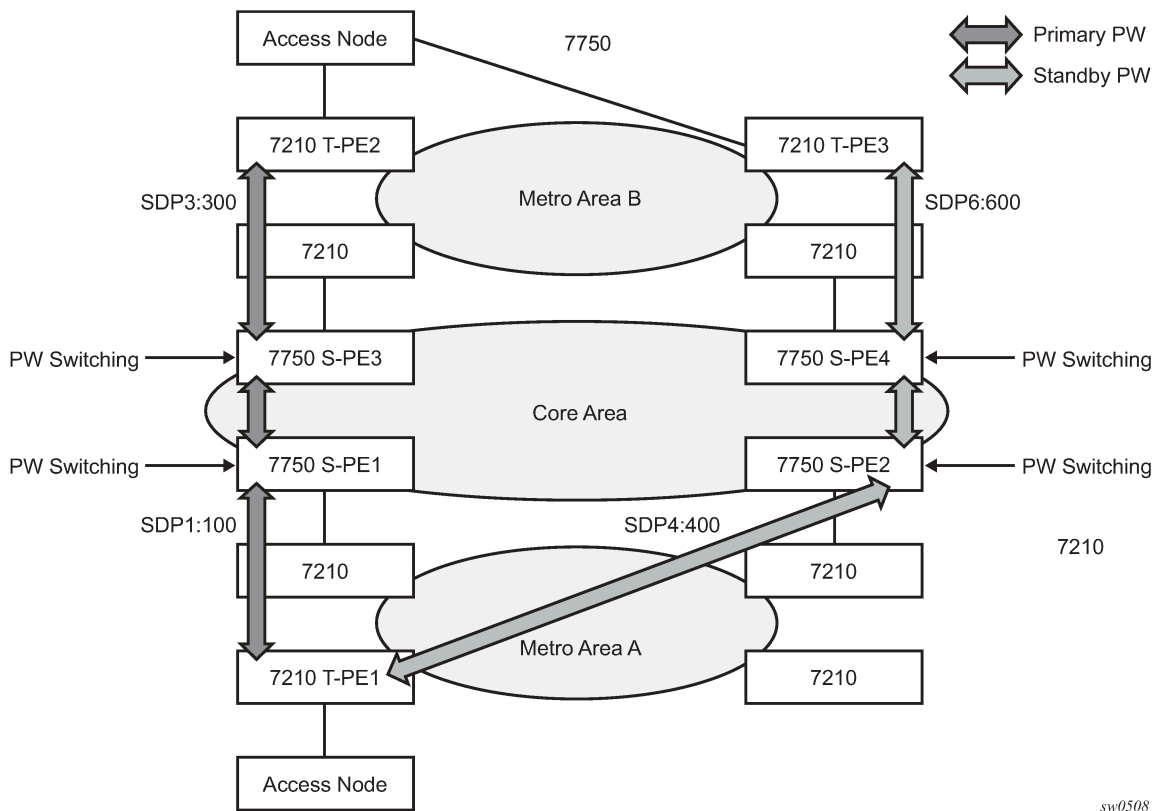 Access Node
7750
Primary PW
Standby PW
7210 T-PE2
7210 T-PE3
SDP3:300
Metro Area B
SDP6:600
7210
7210
PW Switching
7750 S-PE3
7750 S-PE4
PW Switching
Core Area
PW Switching
7750 S-PE1
7750 S-PE2
PW Switching
SDP1:100
SDP4:400
7210
7210
7210
Metro Area A
7210 T-PE1
7210
Access Node
sw0508